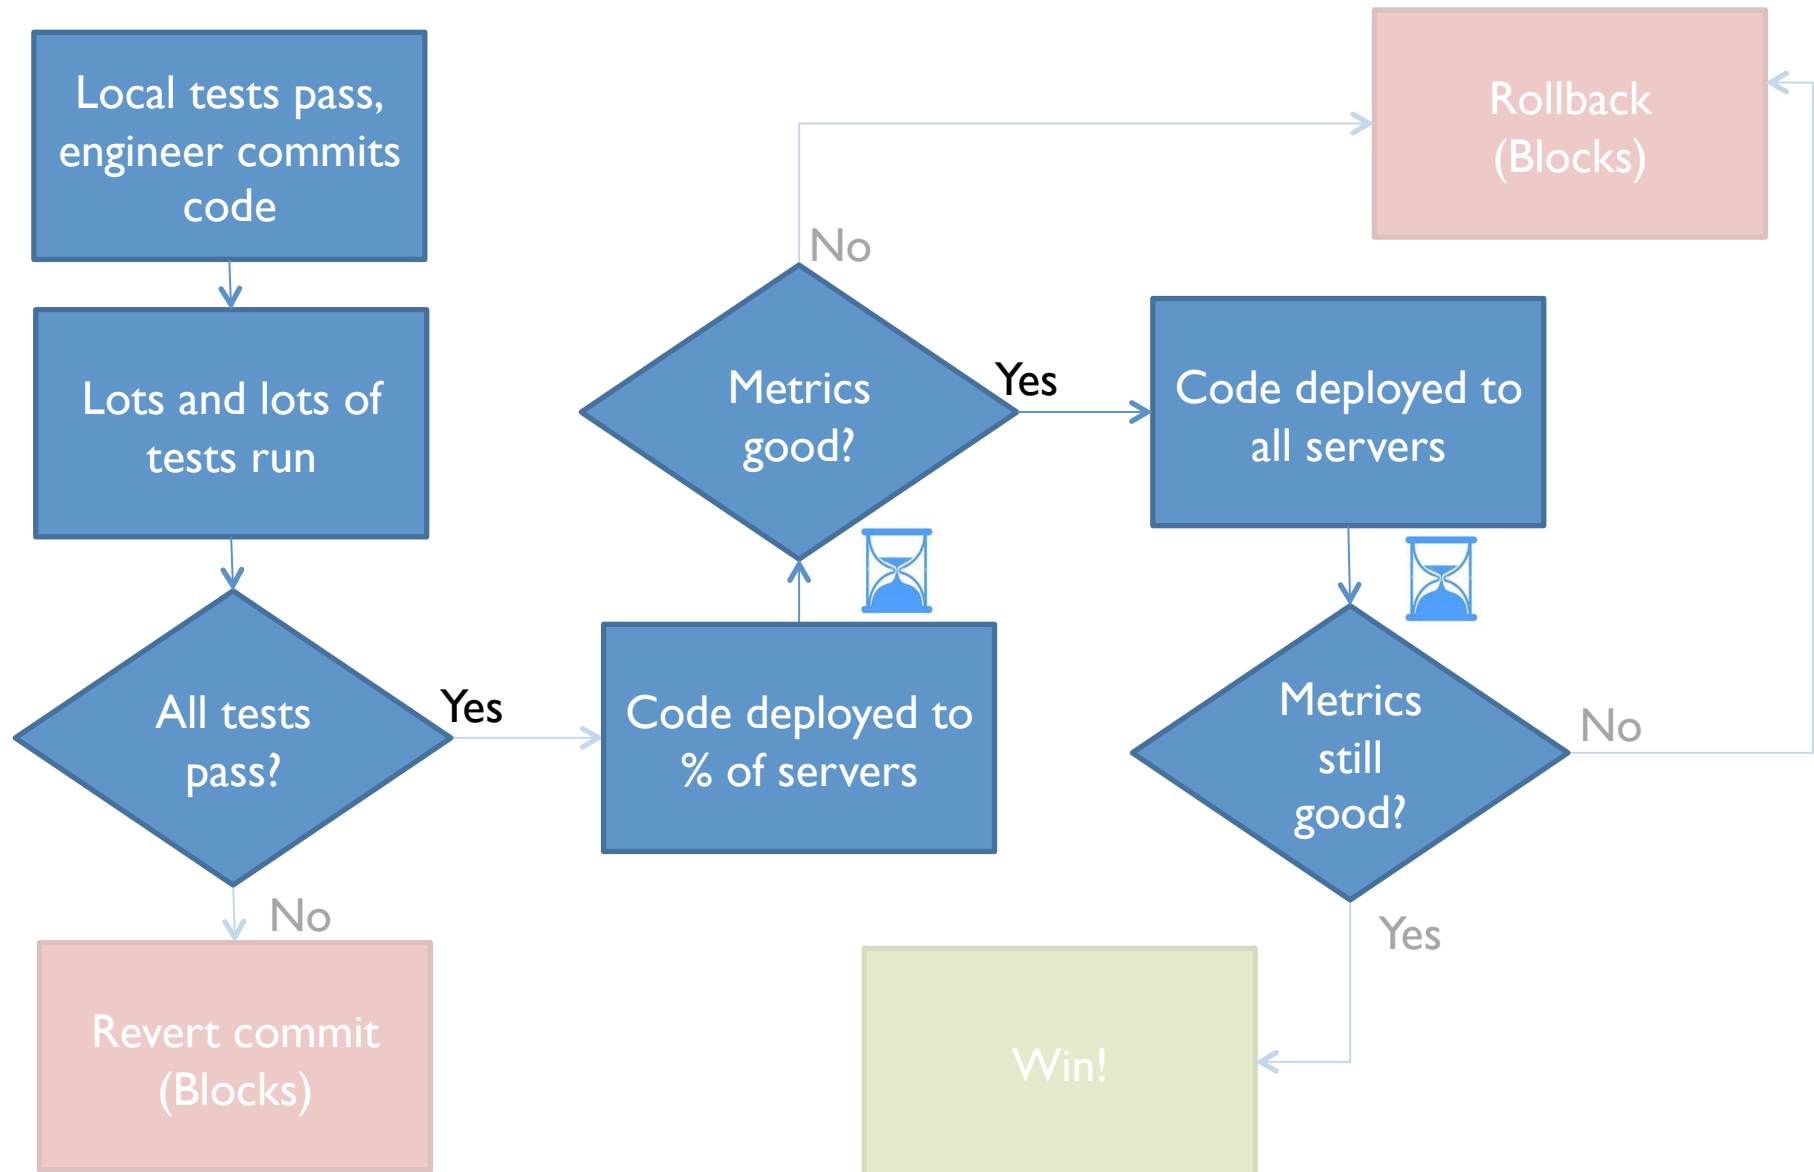 Local tests pass,
engineer commits
code
Lots and lots of
tests run
All tests
pass?
Yes
No
Revert commit
(Blocks)
Code deployed to
% of servers
Metrics
good?
No
Yes
Rollback
(Blocks)
Code deployed to
all servers
Metrics
still
good?
No
Yes
Win!